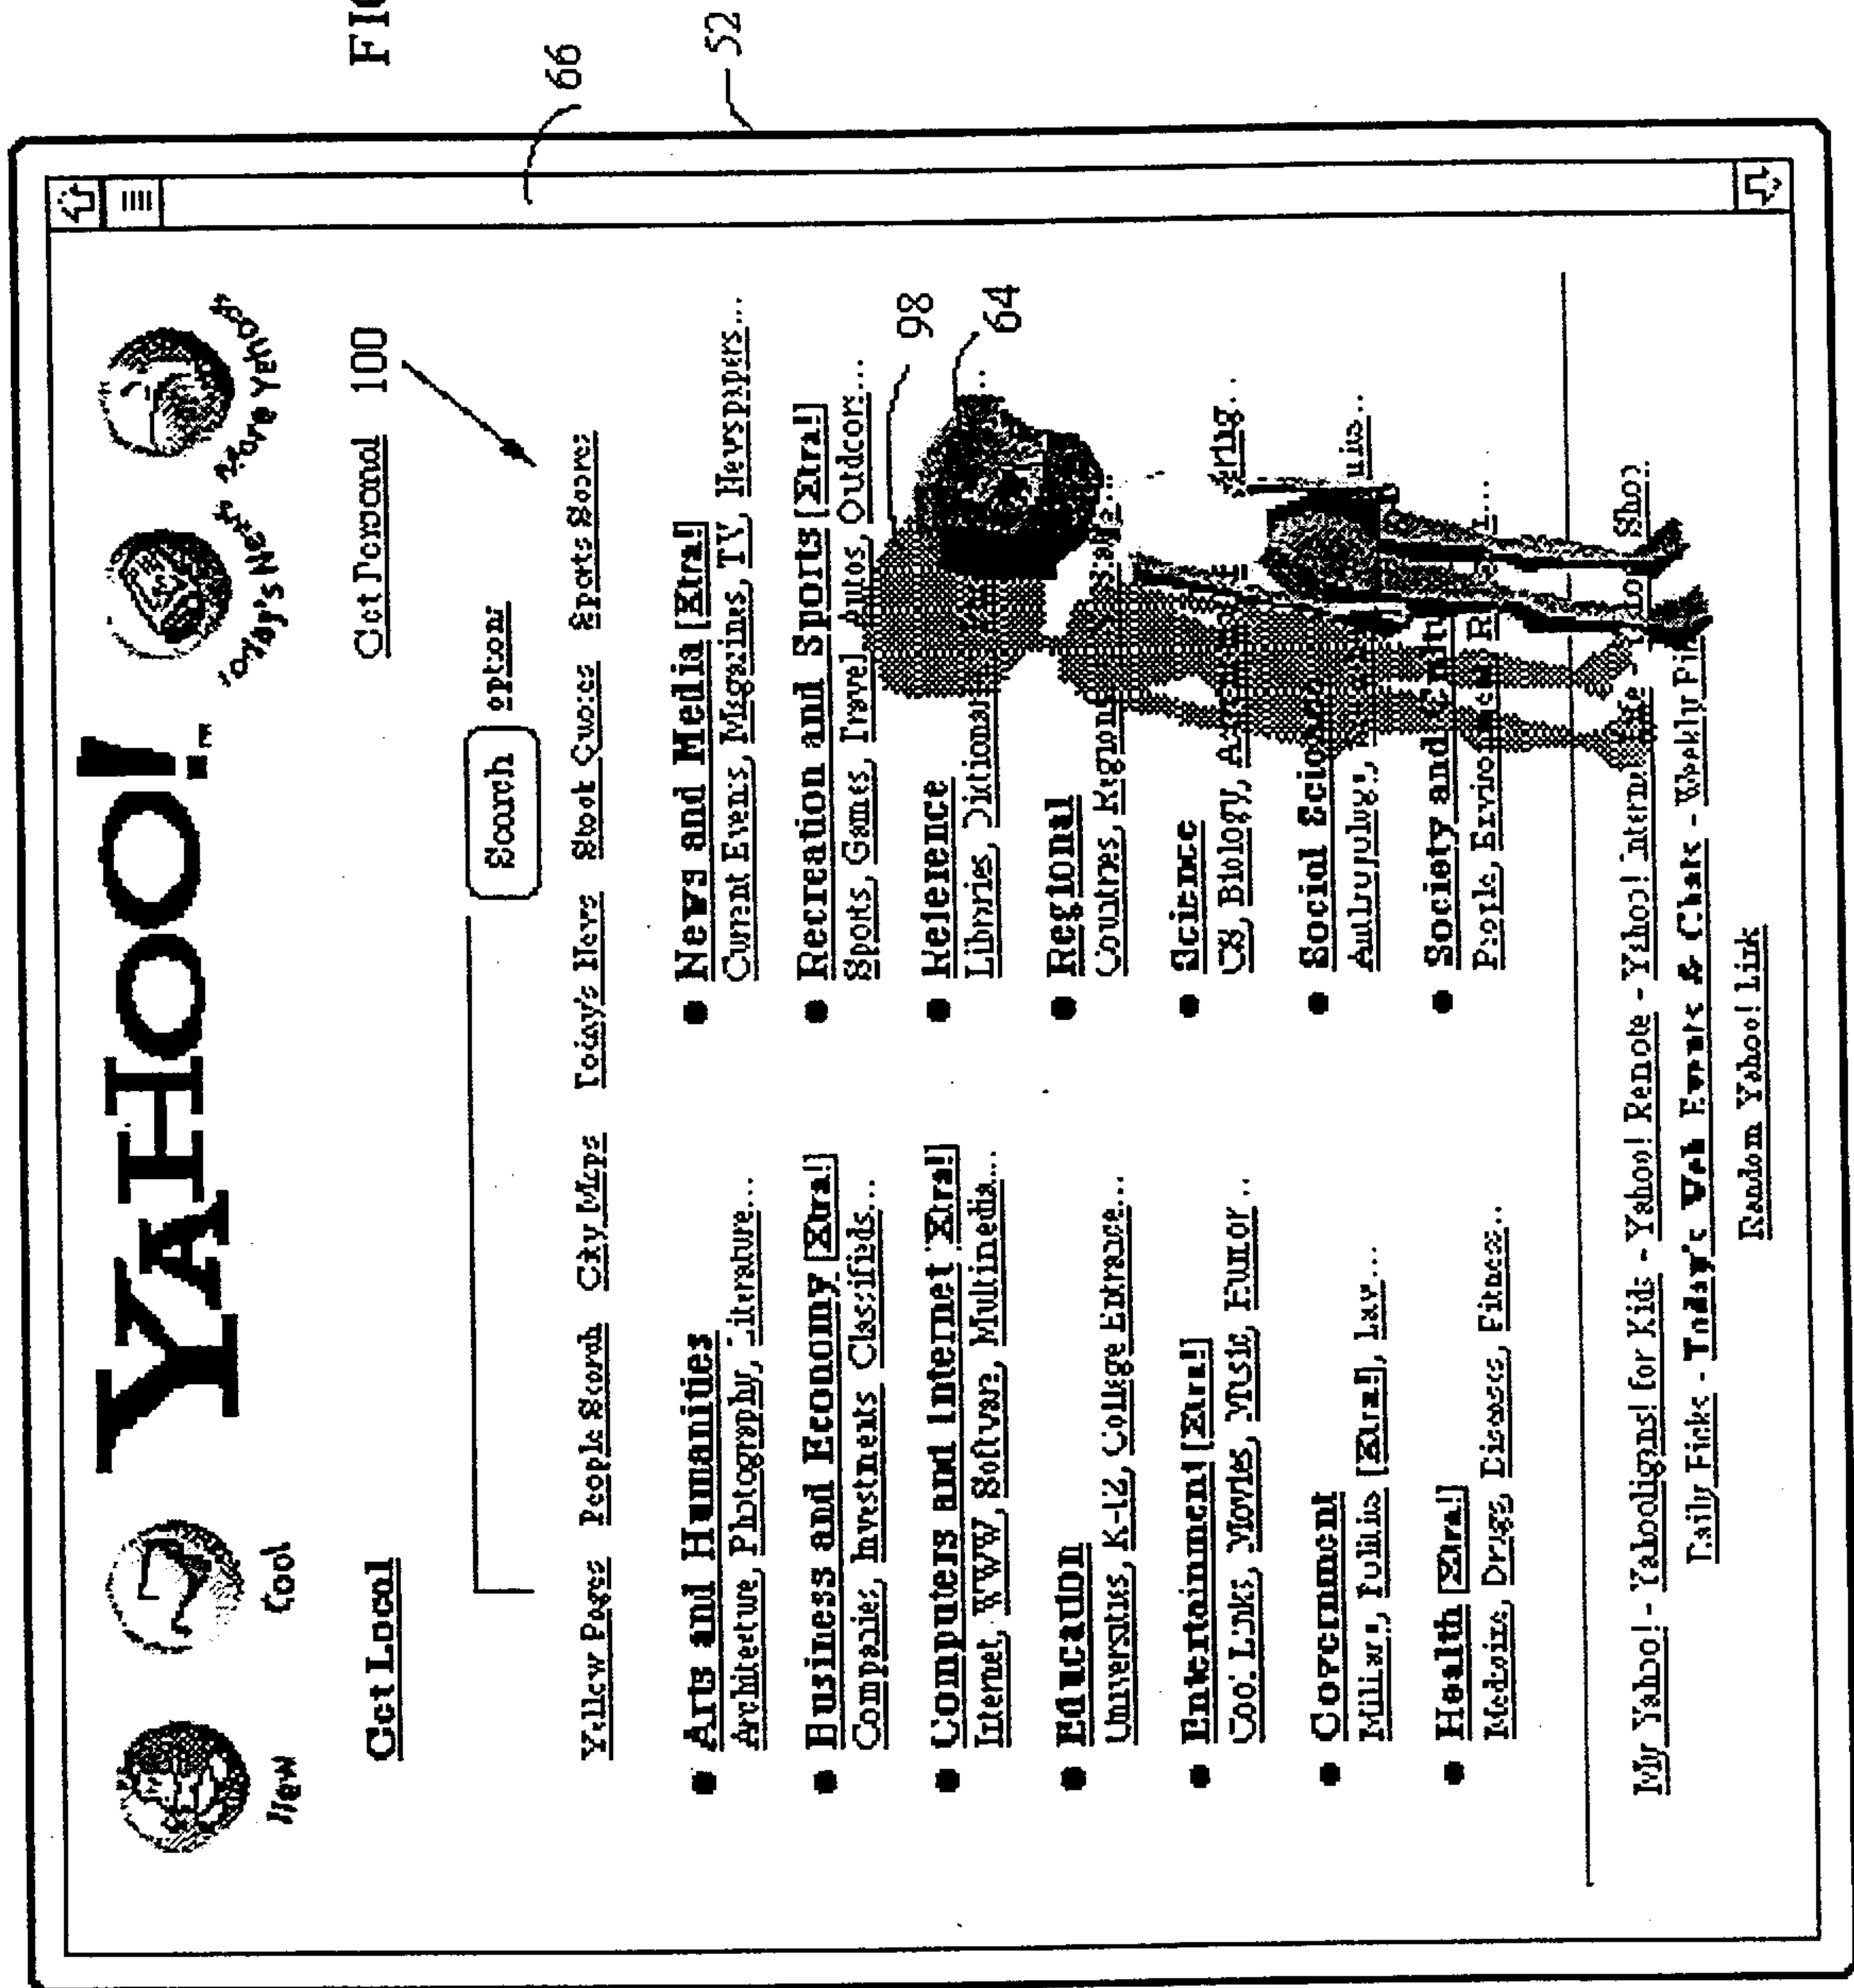 FIG
66
52
YAHOO!™
New Cool Today's News More Yahoos
Get Local Get Personal 100
Search options
Yellow Pages People Search City Maps Today's News Stock Quotes Sports Scores
• Arts and Humanities
Architecture, Photography, Literature...
• Business and Economy [Xtra!]
Companies, Investments Classifieds...
• Computers and Internet [Xtra!]
Internet, WWW, Software, Multimedia...
• Education
Universities, K-12, College Entrance...
• Entertainment [Xtra!]
Cool Links, Movies, Music, Humor...
• Government
Military, Politics [Xtra!], Law...
• Health [Xtra!]
Medicine, Drugs, Diseases, Fitness...
• News and Media [Xtra!]
Current Events, Magazines, TV, Newspapers...
• Recreation and Sports [Xtra!]
Sports, Games, Travel, Autos, Outdoors...
98
• Reference
Libraries, Dictionar
64
• Regional
Countries, Regions
• Science
CS, Biology, ering...
• Social Science
Anthropology,
• Society and
People, Environment
My Yahoo! - Yahooligans! for Kids - Yahoo! Remote - Yahoo! Interne Shop
Daily Picks - Today's Web Events & Chats - Weekly Pi
Random Yahoo! Link